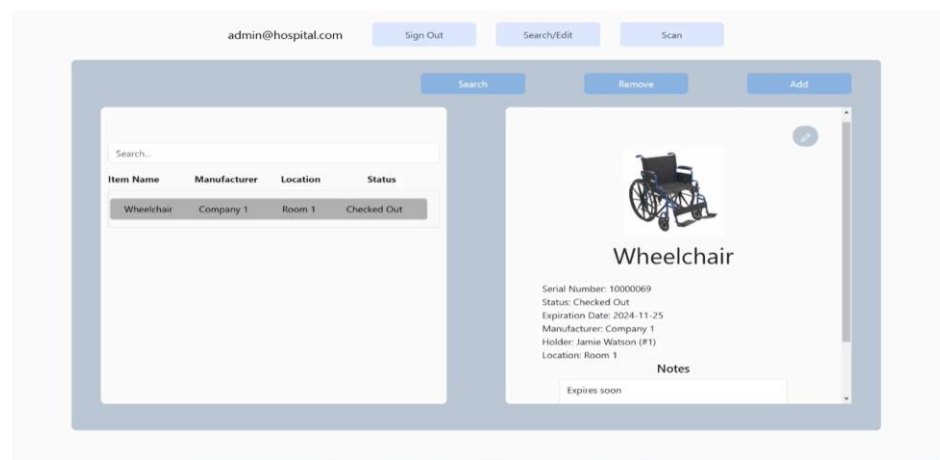 admin@hospital.com Sign Out Search/Edit Scan
Search Remove Add
Search...
Item Name Manufacturer Location Status
Wheelchair Company 1 Room 1 Checked Out
Wheelchair
Serial Number: 10000069
Status: Checked Out
Expiration Date: 2024-11-25
Manufacturer: Company 1
Holder: Jamie Watson (#1)
Location: Room 1
Notes
Expires soon